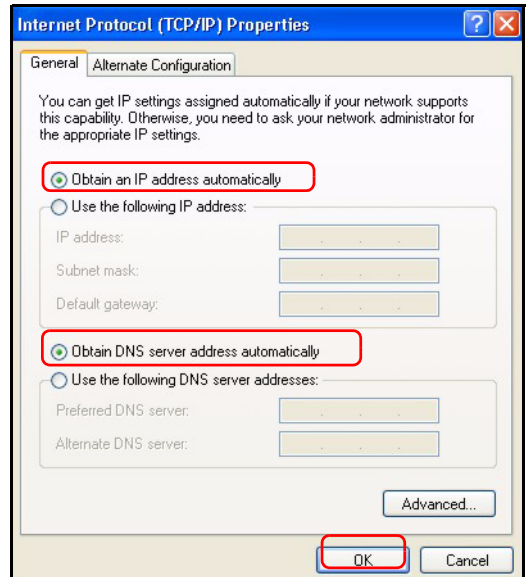 Internet Protocol (TCP/IP) Properties
General
Alternate Configuration
You can get IP settings assigned automatically if your network supports
this capability. Otherwise, you need to ask your network administrator for
the appropriate IP settings.
Obtain an IP address automatically
Use the following IP address:
IP address:
Subnet mask:
Default gateway:
Obtain DNS server address automatically
Use the following DNS server addresses:
Preferred DNS server:
Alternate DNS server:
Advanced...
OK
Cancel